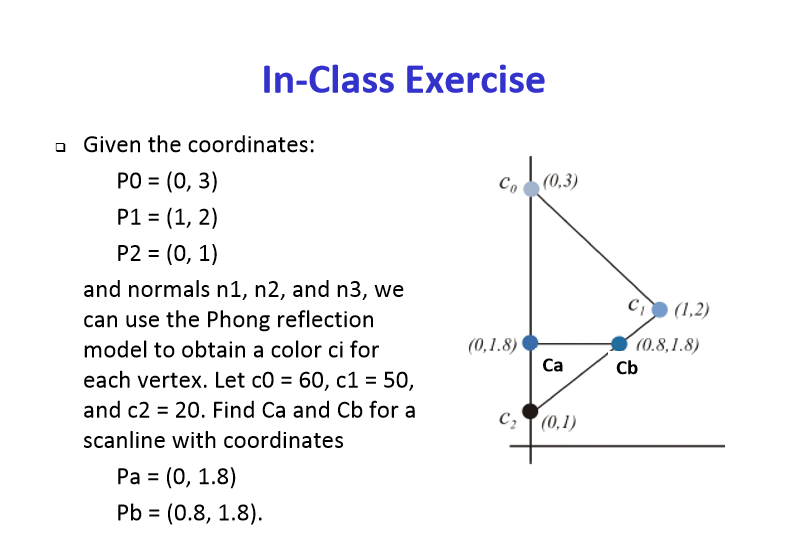 In-Class Exercise
❑ Given the coordinates:
P0 = (0, 3)
P1 = (1, 2)
P2 = (0, 1)
and normals n1, n2, and n3, we
can use the Phong reflection
model to obtain a color ci for
each vertex. Let c0 = 60, c1 = 50,
and c2 = 20. Find Ca and Cb for a
scanline with coordinates
Pa = (0, 1.8)
Pb = (0.8, 1.8).
C₀ (0,3)
C₁ (1,2)
(0,1.8) (0.8,1.8)
Ca Cb
C₂ (0,1)